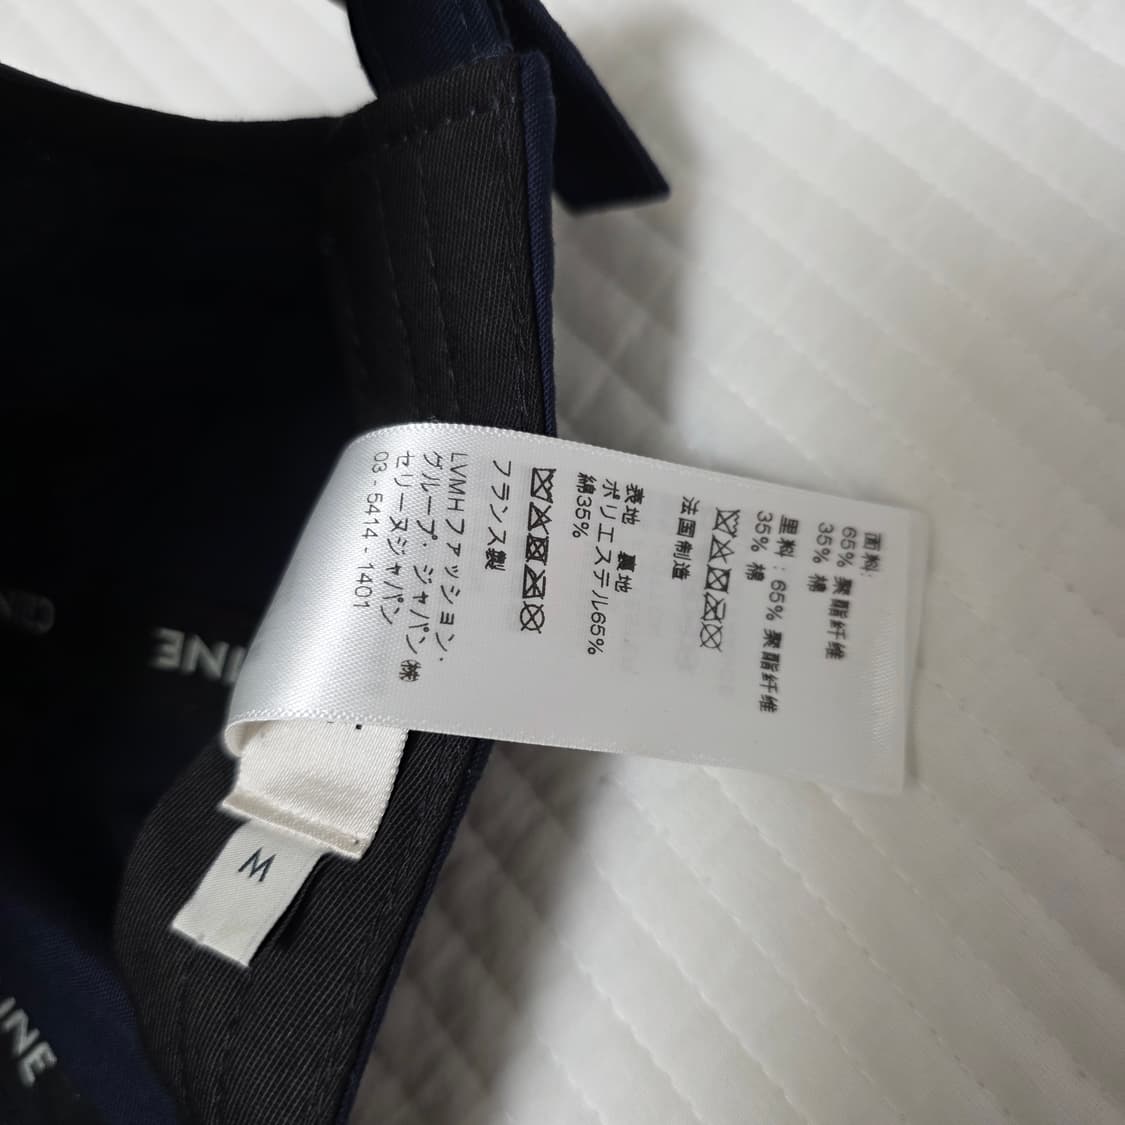 面料:
65% 聚酯纤维
35% 棉
里料：65% 聚酯纤维
35% 棉
法国制造
表地 裏地
ポリエステル65%
綿35%
フランス製
LVMHファッション・
グループ・ジャパン㈱
セリーヌジャパン
03-5414-1401
M
INE
INE